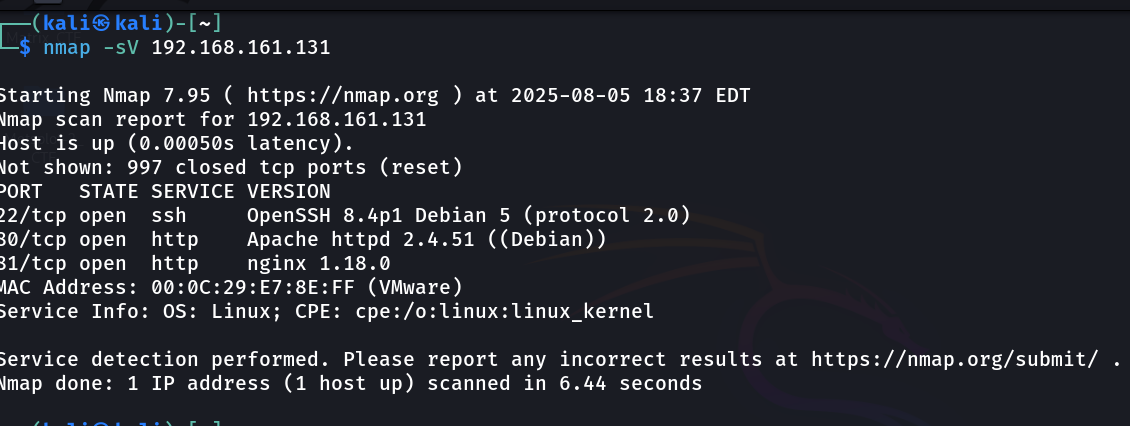 (kali㉿kali)-[~]
$ nmap -sV 192.168.161.131
Starting Nmap 7.95 ( https://nmap.org ) at 2025-08-05 18:37 EDT
Nmap scan report for 192.168.161.131
Host is up (0.00050s latency).
Not shown: 997 closed tcp ports (reset)
PORT   STATE SERVICE VERSION
22/tcp open  ssh     OpenSSH 8.4p1 Debian 5 (protocol 2.0)
80/tcp open  http    Apache httpd 2.4.51 ((Debian))
81/tcp open  http    nginx 1.18.0
MAC Address: 00:0C:29:E7:8E:FF (VMware)
Service Info: OS: Linux; CPE: cpe:/o:linux:linux_kernel
Service detection performed. Please report any incorrect results at https://nmap.org/submit/ .
Nmap done: 1 IP address (1 host up) scanned in 6.44 seconds